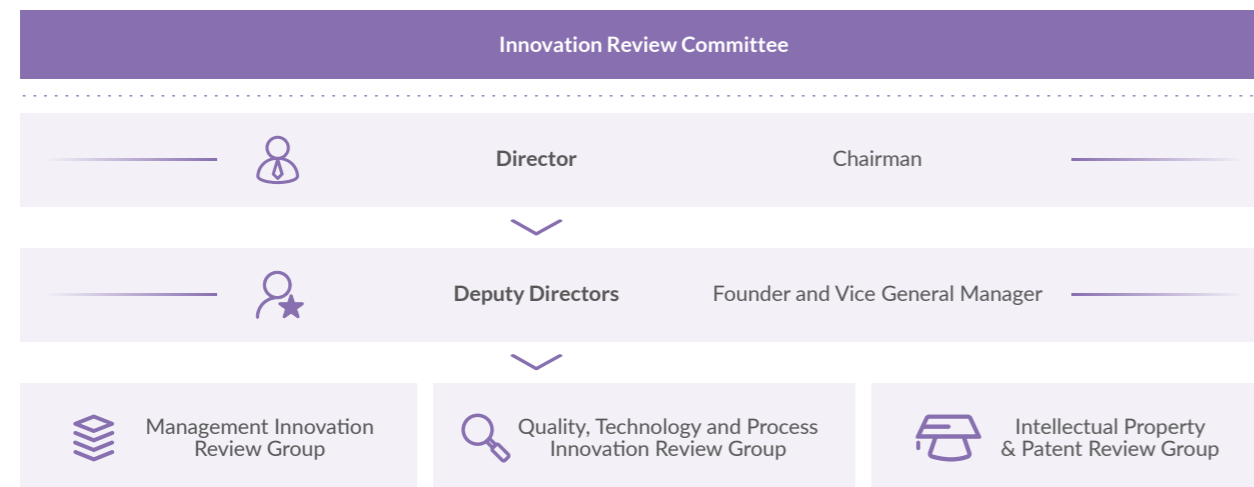 Innovation Review Committee
Director
Chairman
Deputy Directors
Founder and Vice General Manager
Management Innovation
Review Group
Quality, Technology and Process
Innovation Review Group
Intellectual Property
& Patent Review Group